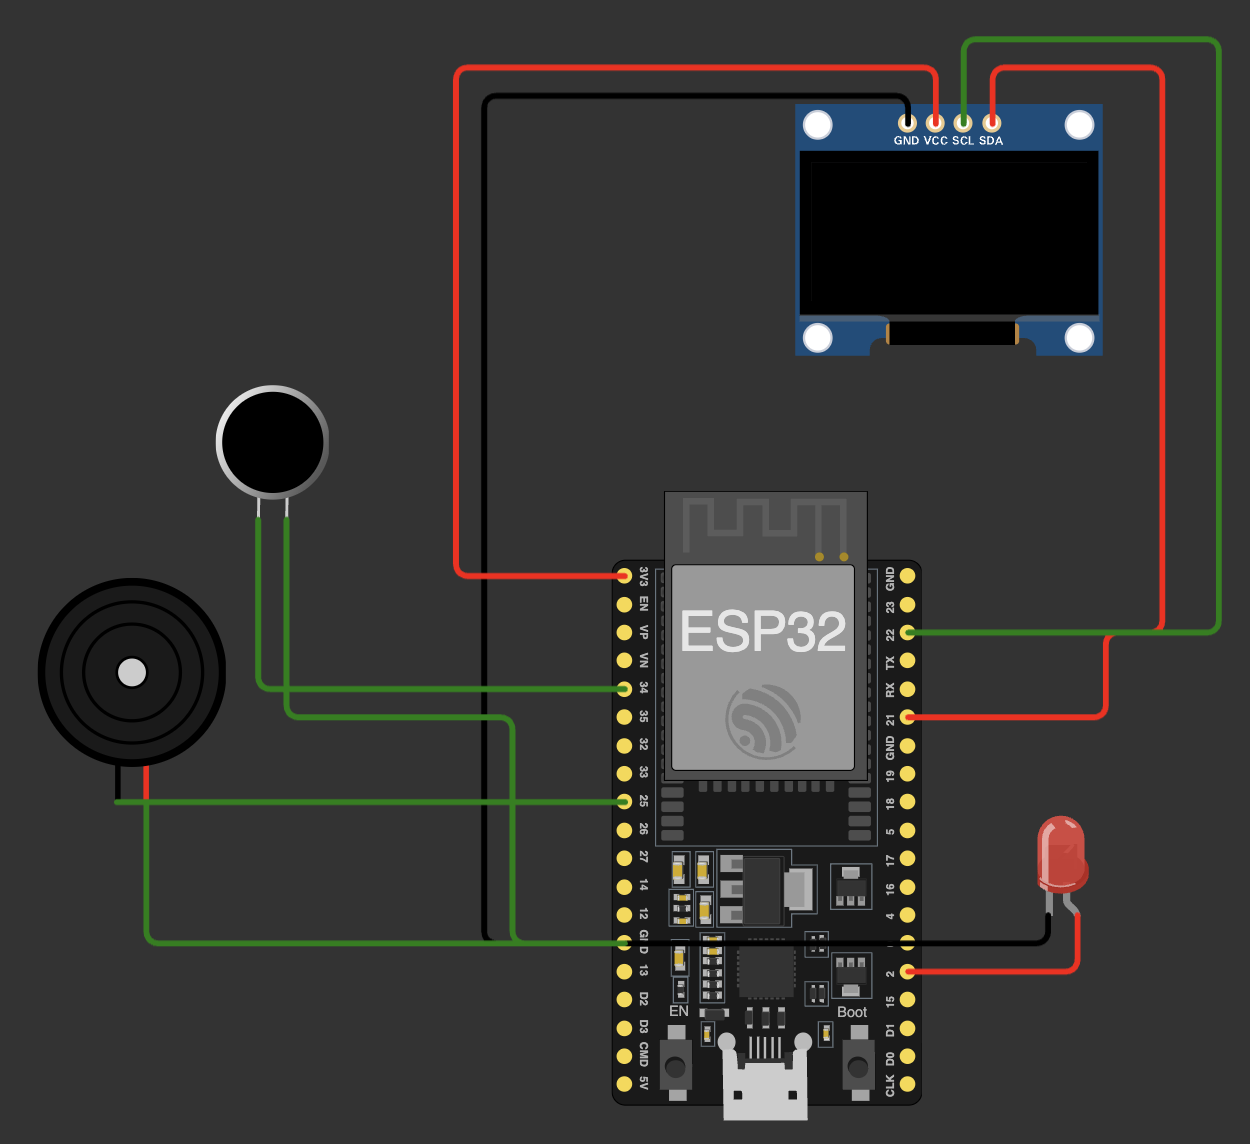 GND VCC SCL SDA
ESP32
3V3
EN
VP
VN
34
35
32
33
25
26
27
14
12
GND
13
D2
D3
CMD
5V
GND
23
22
TX
RX
21
GND
19
18
5
17
16
4
2
15
D1
D0
CLK
EN
Boot